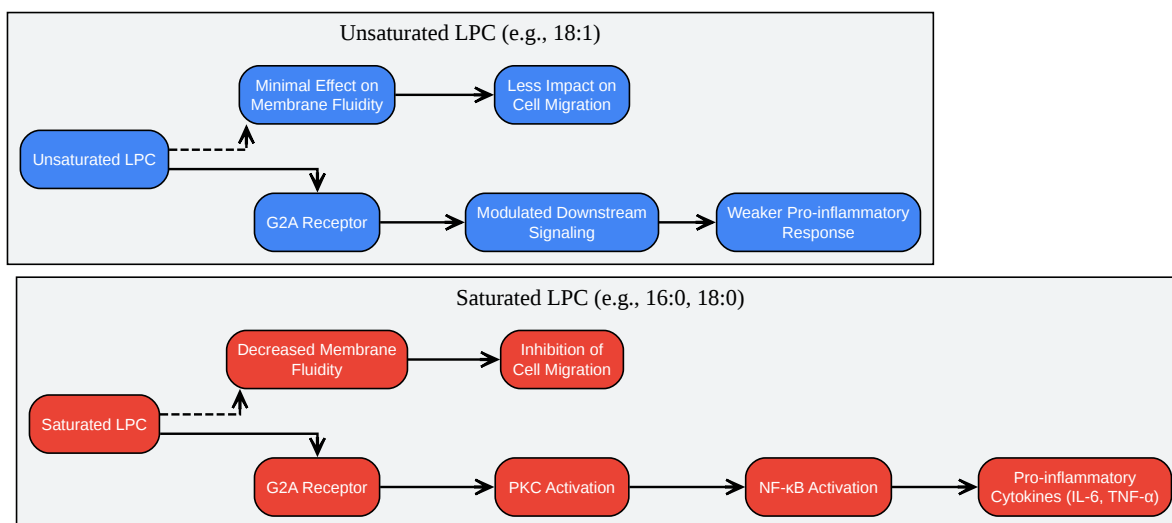 Unsaturated LPC (e.g., 18:1)
Minimal Effect on
Membrane Fluidity
Less Impact on
Cell Migration
Unsaturated LPC
G2A Receptor
Modulated Downstream
Signaling
Weaker Pro-inflammatory
Response
Saturated LPC (e.g., 16:0, 18:0)
Decreased Membrane
Fluidity
Inhibition of
Cell Migration
Saturated LPC
G2A Receptor
PKC Activation
NF-κB Activation
Pro-inflammatory
Cytokines (IL-6, TNF-α)